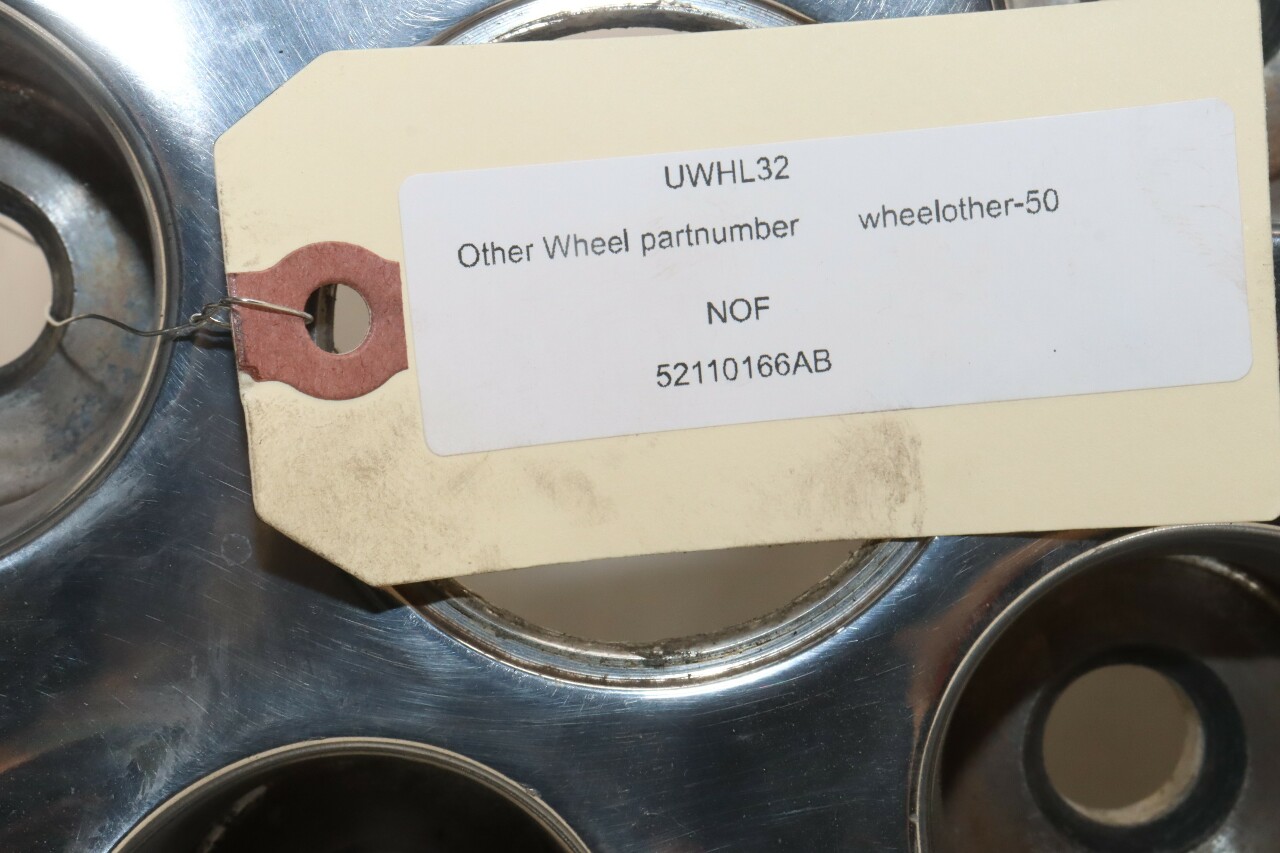 UWHL32
Other Wheel partnumber wheelother-50
NOF
52110166AB